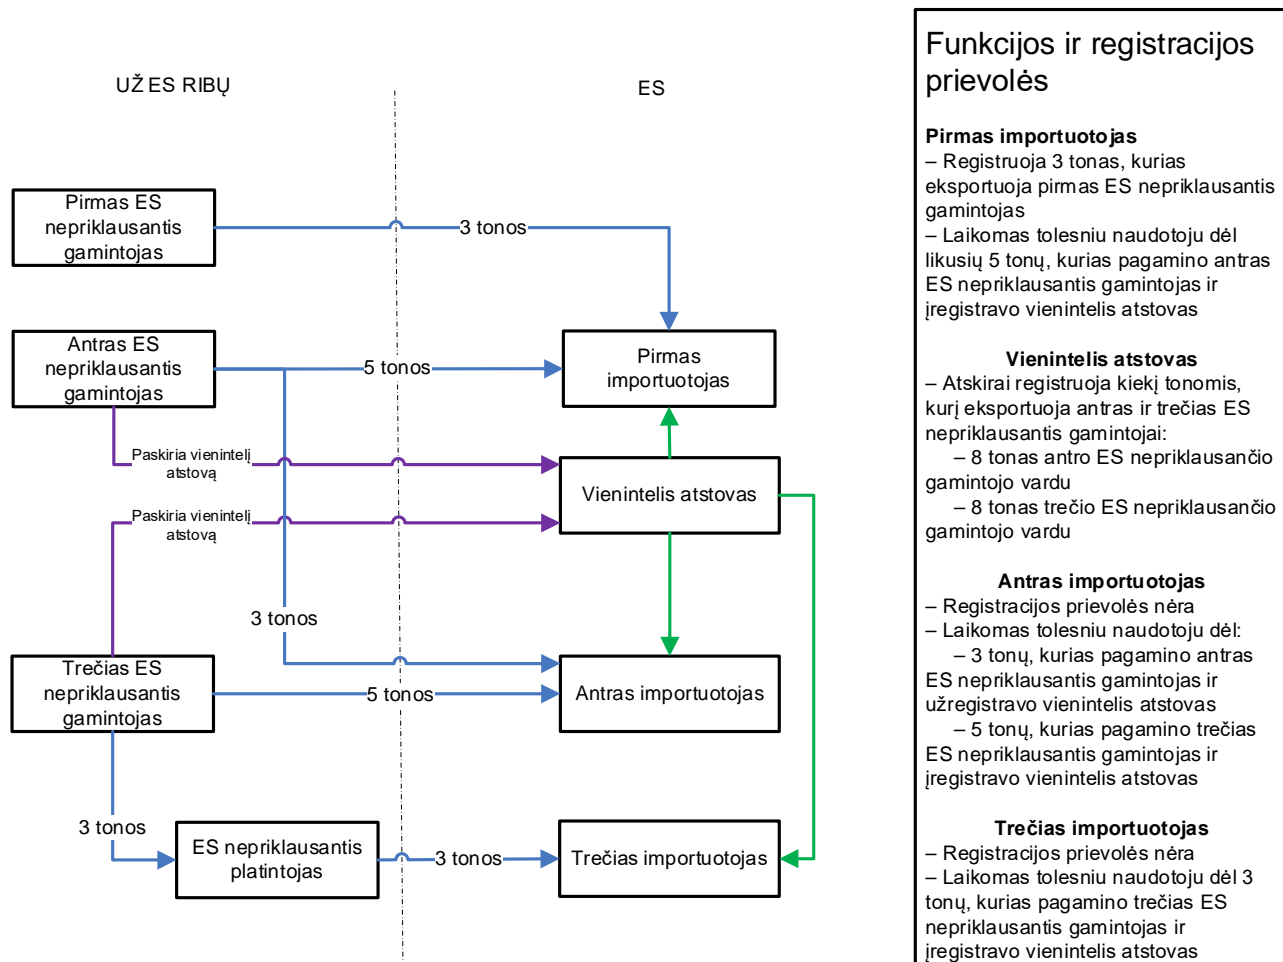 UŽ ES RIBŲ
ES
Pirmas ES
nepriklausantis
gamintojas
3 tonos
Antras ES
nepriklausantis
gamintojas
5 tonos
Pirmas
importuotojas
Paskiria vienintelį
atstovą
Vienintelis atstovas
Paskiria vienintelį
atstovą
3 tonos
Trečias ES
nepriklausantis
gamintojas
5 tonos
Antras importuotojas
3 tonos
ES nepriklausantis
platintojas
3 tonos
Trečias importuotojas
Funkcijos ir registracijos
prievolės
Pirmas importuotojas
– Registruoja 3 tonas, kurias
eksportuoja pirmas ES nepriklausantis
gamintojas
– Laikomas tolesniu naudotoju dėl
likusių 5 tonų, kurias pagamino antras
ES nepriklausantis gamintojas ir
įregistravo vienintelis atstovas
Vienintelis atstovas
– Atskirai registruoja kiekį tonomis,
kurį eksportuoja antras ir trečias ES
nepriklausantis gamintojai:
– 8 tonas antro ES nepriklausančio
gamintojo vardu
– 8 tonas trečio ES nepriklausančio
gamintojo vardu
Antras importuotojas
– Registracijos prievolės nėra
– Laikomas tolesniu naudotoju dėl:
– 3 tonų, kurias pagamino antras
ES nepriklausantis gamintojas ir
užregistravo vienintelis atstovas
– 5 tonų, kurias pagamino trečias
ES nepriklausantis gamintojas ir
įregistravo vienintelis atstovas
Trečias importuotojas
– Registracijos prievolės nėra
– Laikomas tolesniu naudotoju dėl 3
tonų, kurias pagamino trečias ES
nepriklausantis gamintojas ir
įregistravo vienintelis atstovas